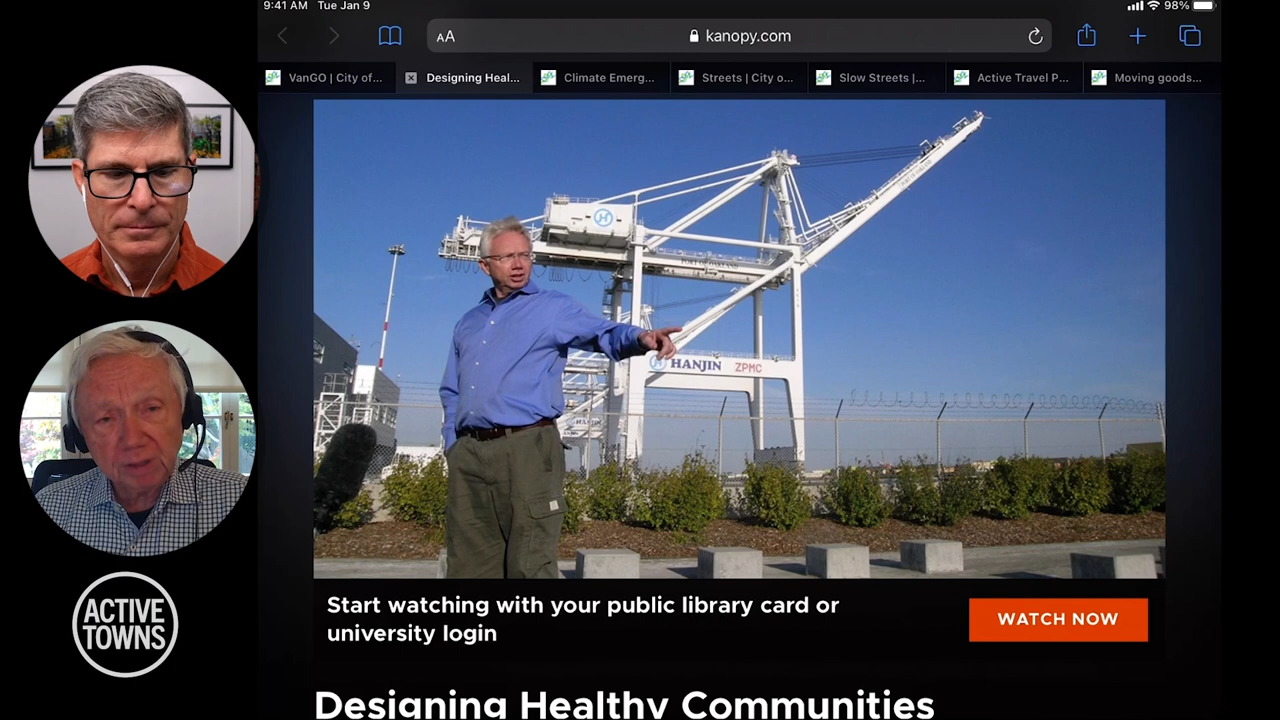 9:41 AM Tue Jan 9
98%
AA
kanopy.com
VanGO | City of...
Designing Heal...
Climate Emerg...
Streets | City o...
Slow Streets |...
Active Travel P...
Moving goods...
HANJIN ZPMC
Start watching with your public library card or
university login
WATCH NOW
Designing Healthy Communities
ACTIVE
TOWNS